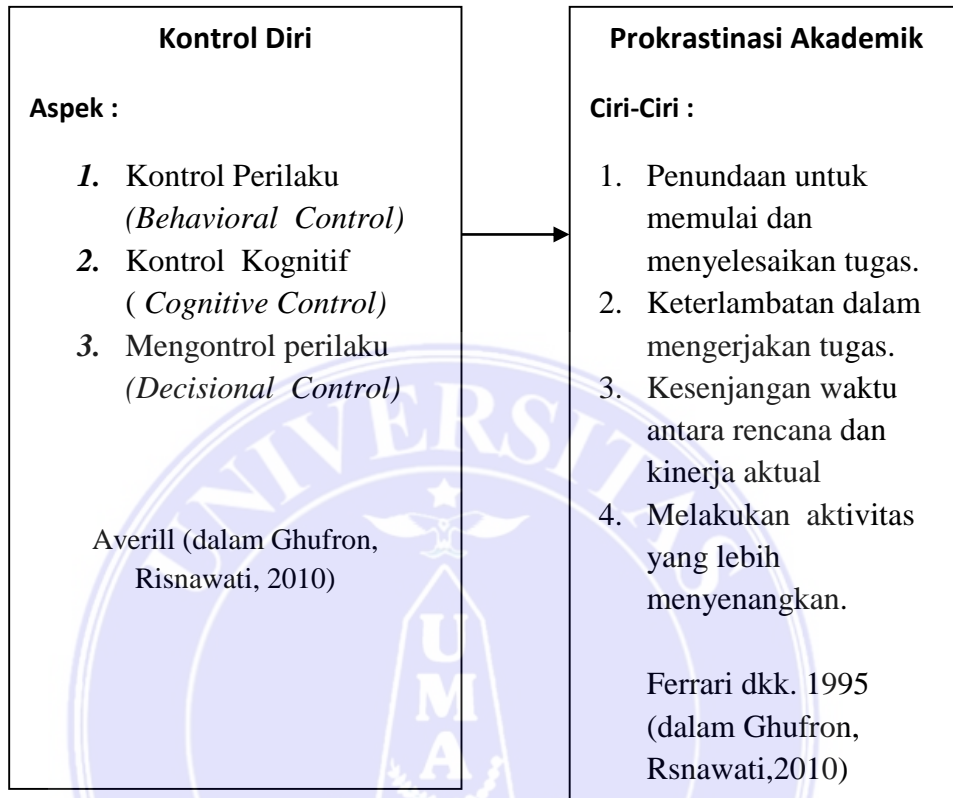 Kontrol Diri
Aspek :
1. Kontrol Perilaku
(Behavioral Control)
2. Kontrol Kognitif
( Cognitive Control)
3. Mengontrol perilaku
(Decisional Control)
Averill (dalam Ghufron,
Risnawati, 2010)
Prokrastinasi Akademik
Ciri-Ciri :
1. Penundaan untuk
memulai dan
menyelesaikan tugas.
2. Keterlambatan dalam
mengerjakan tugas.
3. Kesenjangan waktu
antara rencana dan
kinerja aktual
4. Melakukan aktivitas
yang lebih
menyenangkan.
Ferrari dkk. 1995
(dalam Ghufron,
Rsnawati,2010)
UNIVERSITAS
UMA